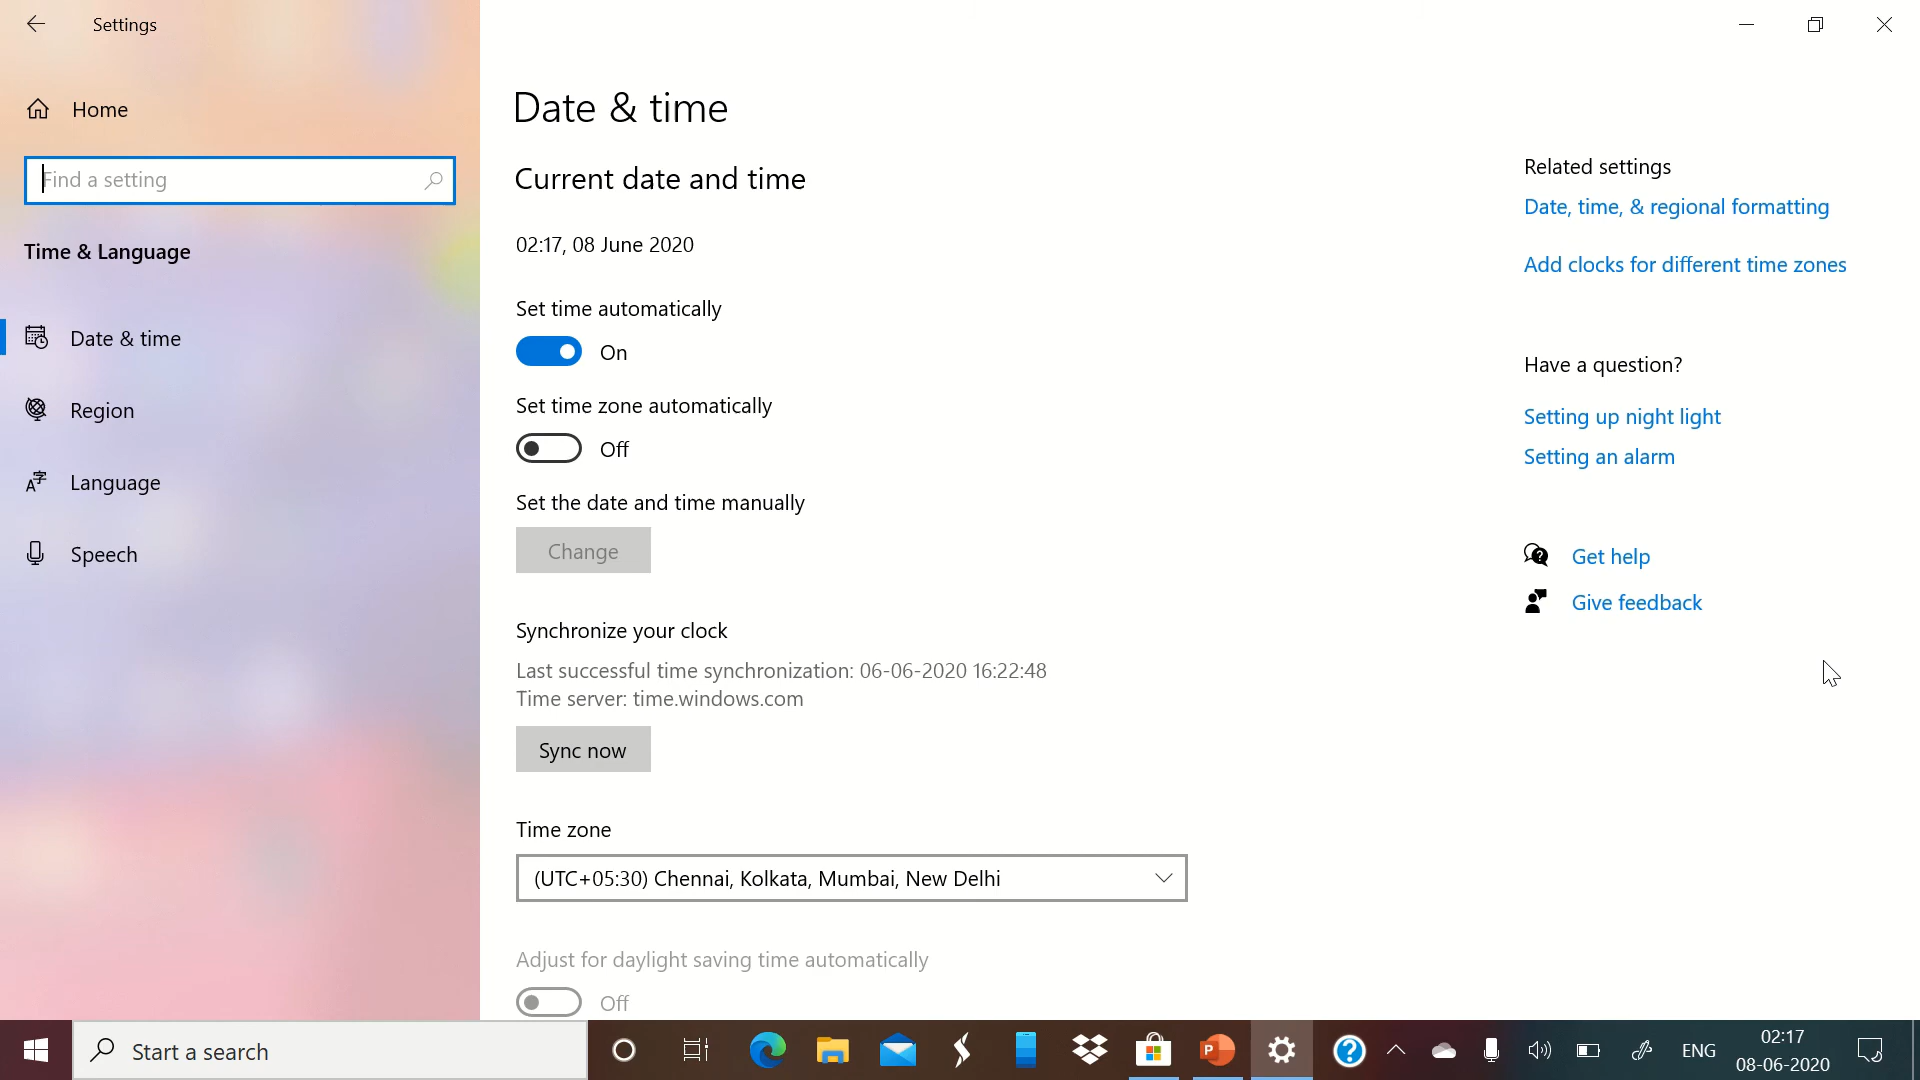 Settings
Home
Find a setting
Time & Language
Date & time
Region
Language
Speech
Date & time
Current date and time
02:17, 08 June 2020
Set time automatically
On
Set time zone automatically
Off
Set the date and time manually
Change
Synchronize your clock
Last successful time synchronization: 06-06-2020 16:22:48
Time server: time.windows.com
Sync now
Time zone
(UTC+05:30) Chennai, Kolkata, Mumbai, New Delhi
Adjust for daylight saving time automatically
Off
Related settings
Date, time, & regional formatting
Add clocks for different time zones
Have a question?
Setting up night light
Setting an alarm
Get help
Give feedback
Start a search
ENG
02:17
08-06-2020